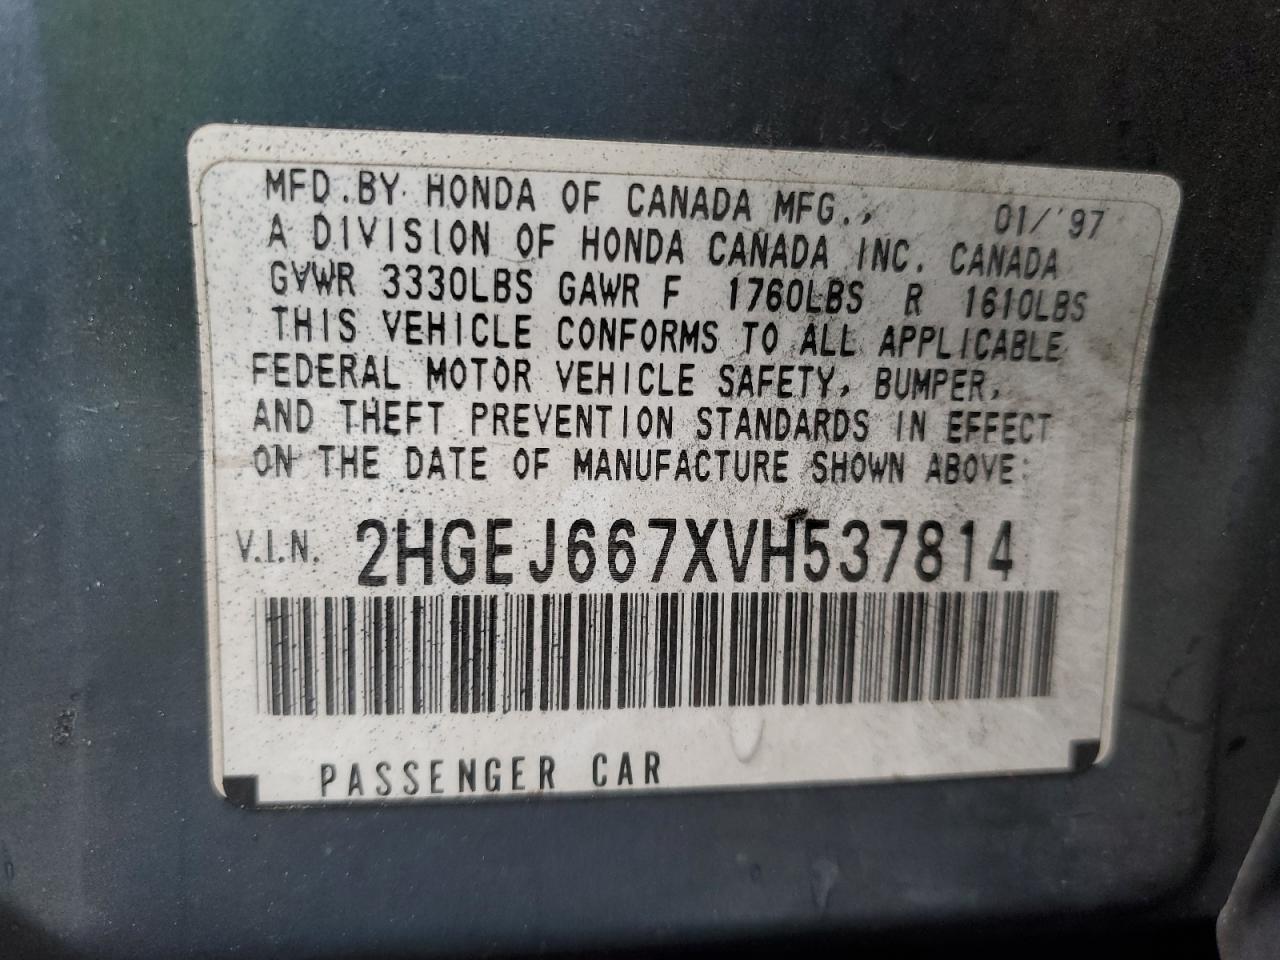 MFD.BY HONDA OF CANADA MFG., 01/'97
A DIVISION OF HONDA CANADA INC. CANADA
GVWR 3330LBS GAWR F 1760LBS R 1610LBS
THIS VEHICLE CONFORMS TO ALL APPLICABLE
FEDERAL MOTOR VEHICLE SAFETY, BUMPER,
AND THEFT PREVENTION STANDARDS IN EFFECT
ON THE DATE OF MANUFACTURE SHOWN ABOVE.
V.I.N. 2HGEJ667XVH537814
PASSENGER CAR